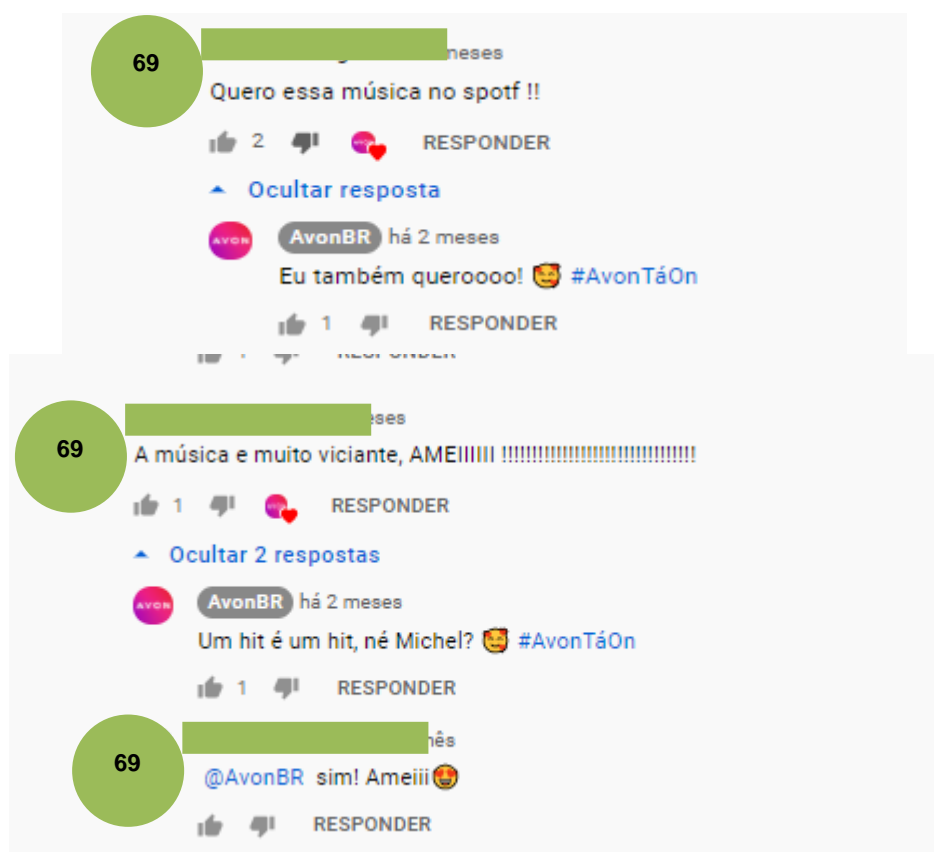 69
meses
Quero essa música no spotf !!
2 RESPONDER
Ocultar resposta
AVON AvonBR há 2 meses
Eu também queroooo! 🥰 #AvonTáOn
1 RESPONDER
RESPONDER
69
A música e muito viciante, AMEIIIIII !!!!!!!!!!!!!!!!!!!!!!!!!!!!!!!!
1 RESPONDER
Ocultar 2 respostas
AVON AvonBR há 2 meses
Um hit é um hit, né Michel? 🥰 #AvonTáOn
1 RESPONDER
69
@AvonBR sim! Ameiii😍
RESPONDER